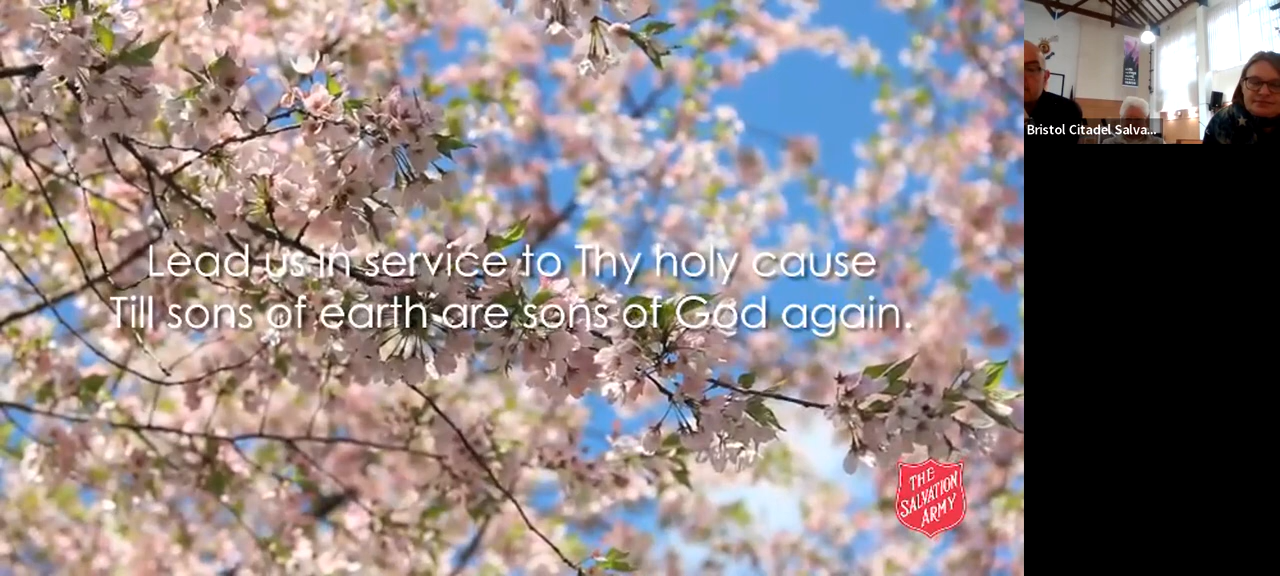 Lead us in service to Thy holy cause
Till sons of earth are sons of God again.
THE
SALVATION
ARMY
Bristol Citadel Salva...